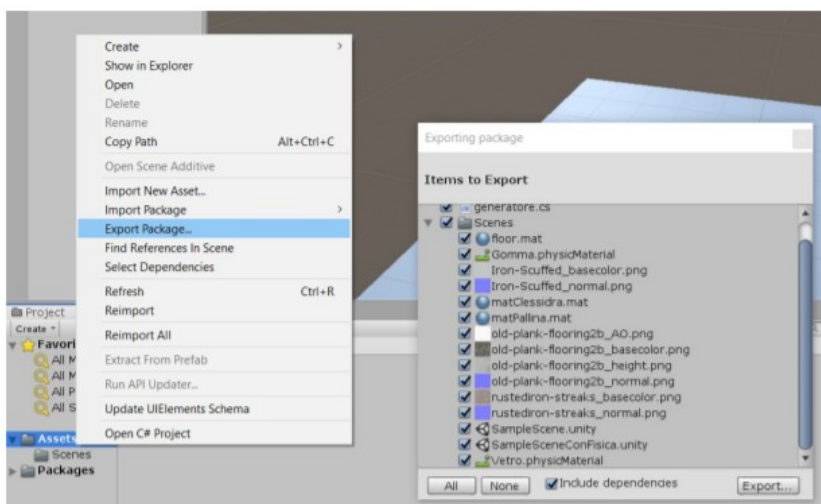 Create
Show in Explorer
Open
Delete
Rename
Copy Path Alt+Ctrl+C
Open Scene Additive
Import New Asset...
Import Package
Export Package...
Find References In Scene
Select Dependencies
Refresh Ctrl+R
Reimport
Reimport All
Extract From Prefab
Run API Updater...
Update UIElements Schema
Open C# Project
Project
Create
Favori
All M
All M
All P
All S
Assets
Scenes
Packages
Exporting package
Items to Export
generatore.cs
Scenes
floor.mat
Gomma.physicMaterial
Iron-Scuffed_basecolor.png
Iron-Scuffed_normal.png
matClessidra.mat
matPallina.mat
old-plank-flooring2b_AO.png
old-plank-flooring2b_basecolor.png
old-plank-flooring2b_height.png
old-plank-flooring2b_normal.png
rustediron-streaks_basecolor.png
rustediron-streaks_normal.png
SampleScene.unity
SampleSceneConFisica.unity
Vetro.physicMaterial
All None Include dependencies Export...